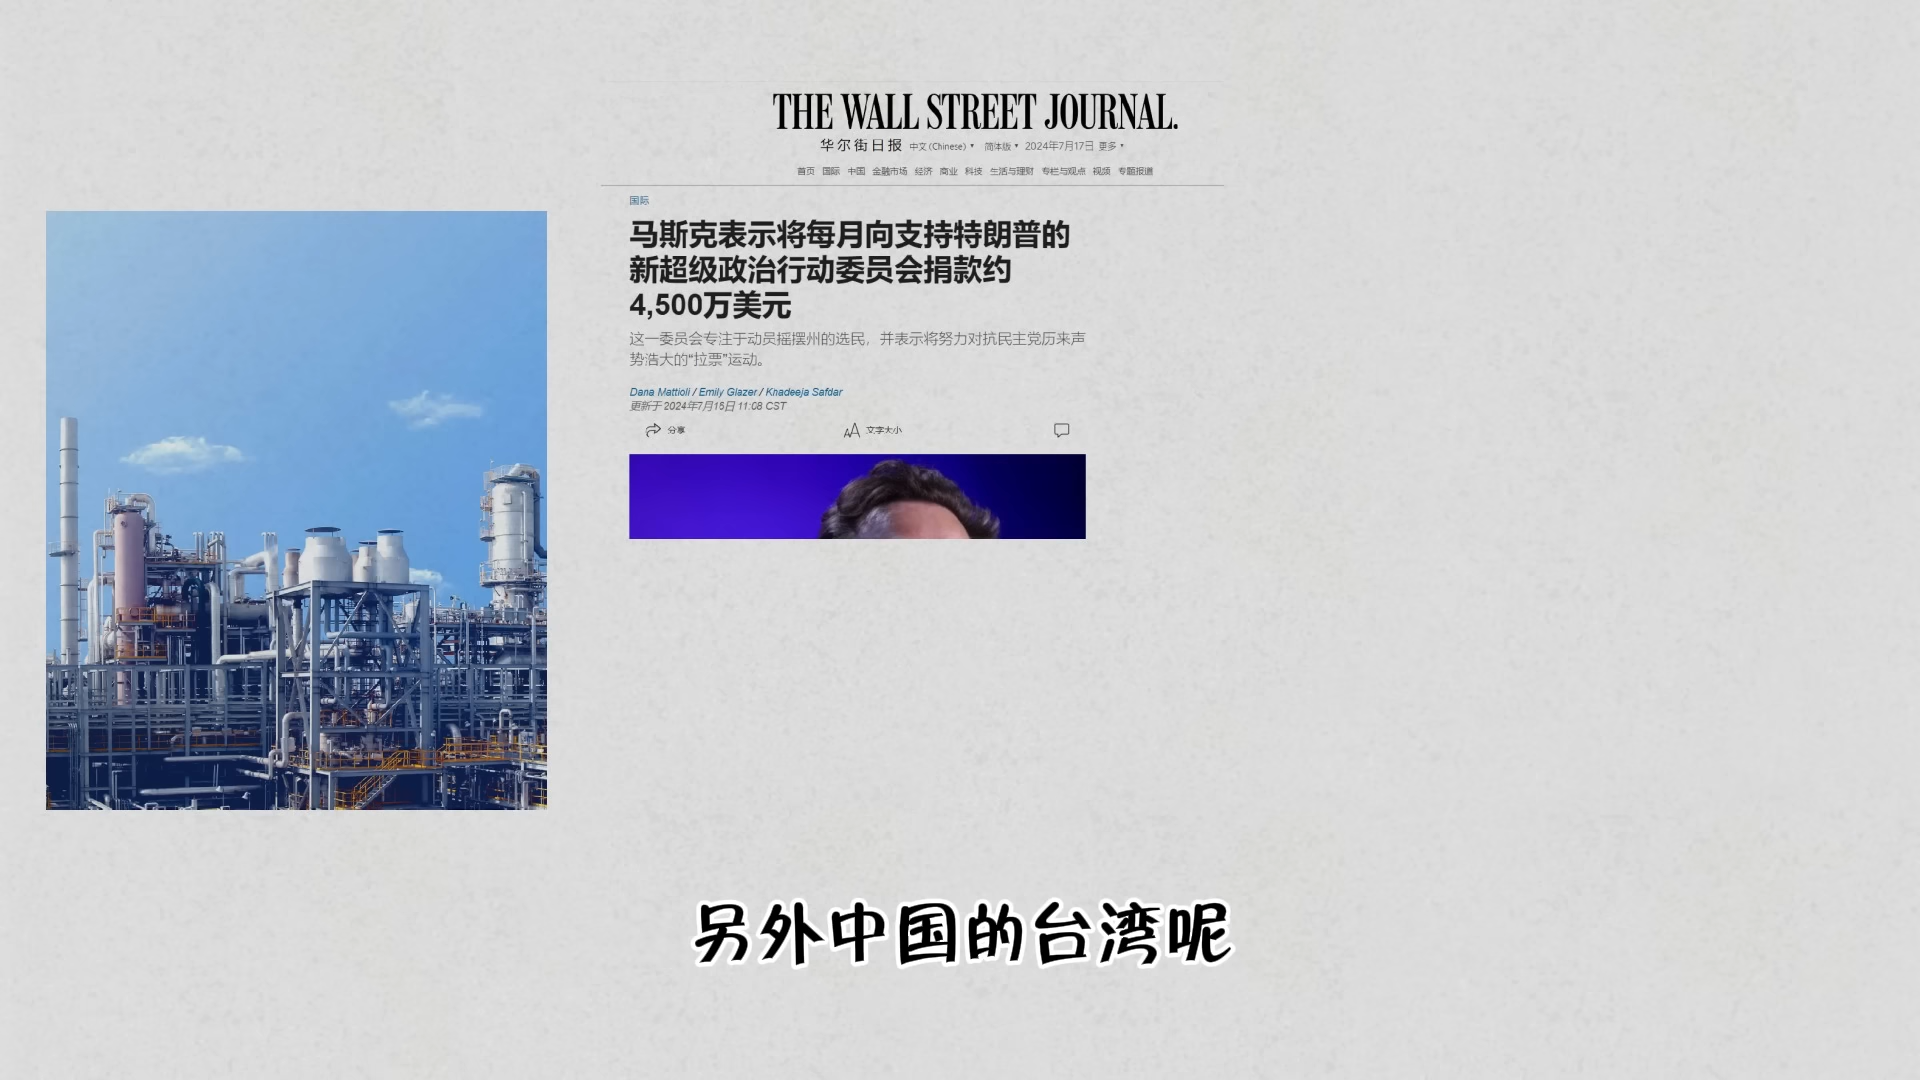 THE WALL STREET JOURNAL.
华尔街日报 中文 (Chinese) 简体版 2024年7月17日 更多
首页 国际 中国 金融市场 经济 商业 科技 生活与理财 专栏与观点 视频 专题报道
国际
马斯克表示将每月向支持特朗普的
新超级政治行动委员会捐款约
4,500万美元
这一委员会专注于动员摇摆州的选民，并表示将努力对抗民主党历来声
势浩大的“拉票”运动。
Dana Mattioli / Emily Glazer / Khadeeja Safdar
更新于 2024年7月16日 11:08 CST
分享 文字大小
另外中国的台湾呢